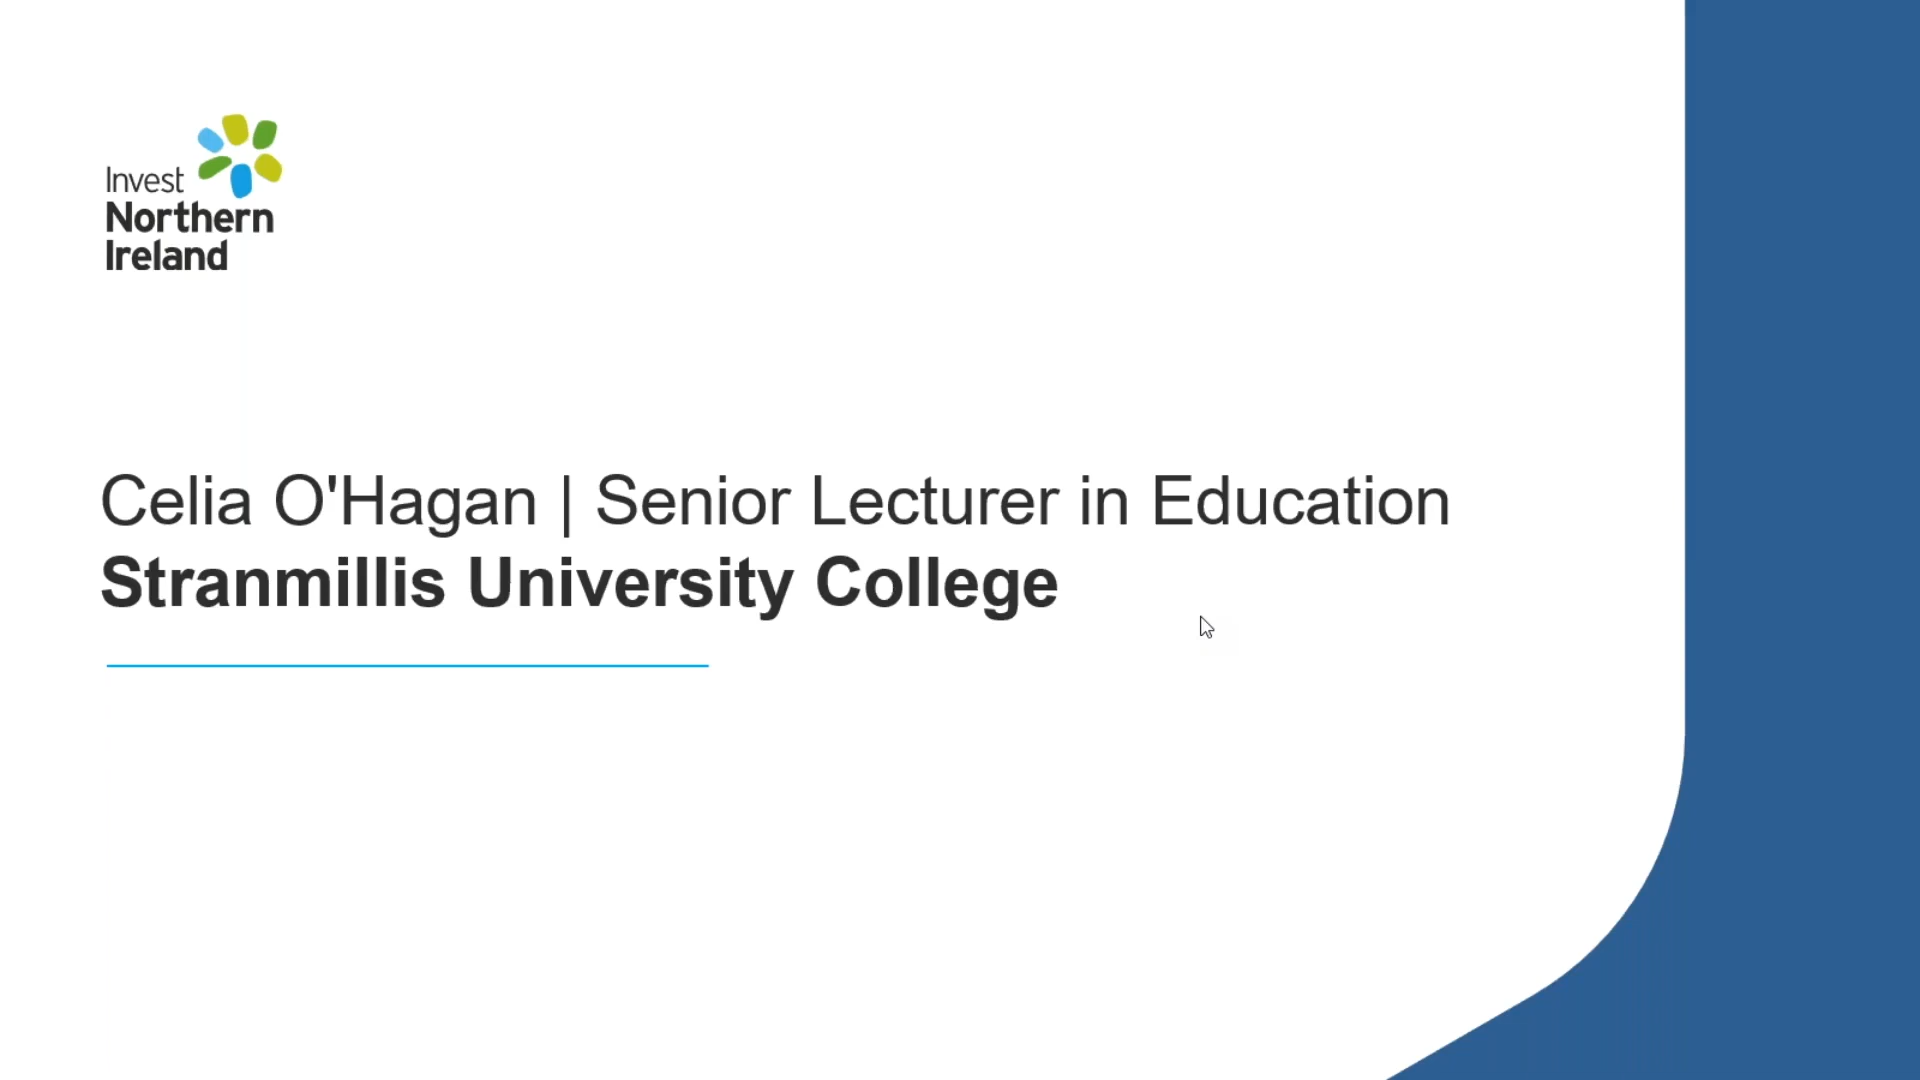 Invest
Northern
Ireland
Celia O'Hagan | Senior Lecturer in Education
Stranmillis University College